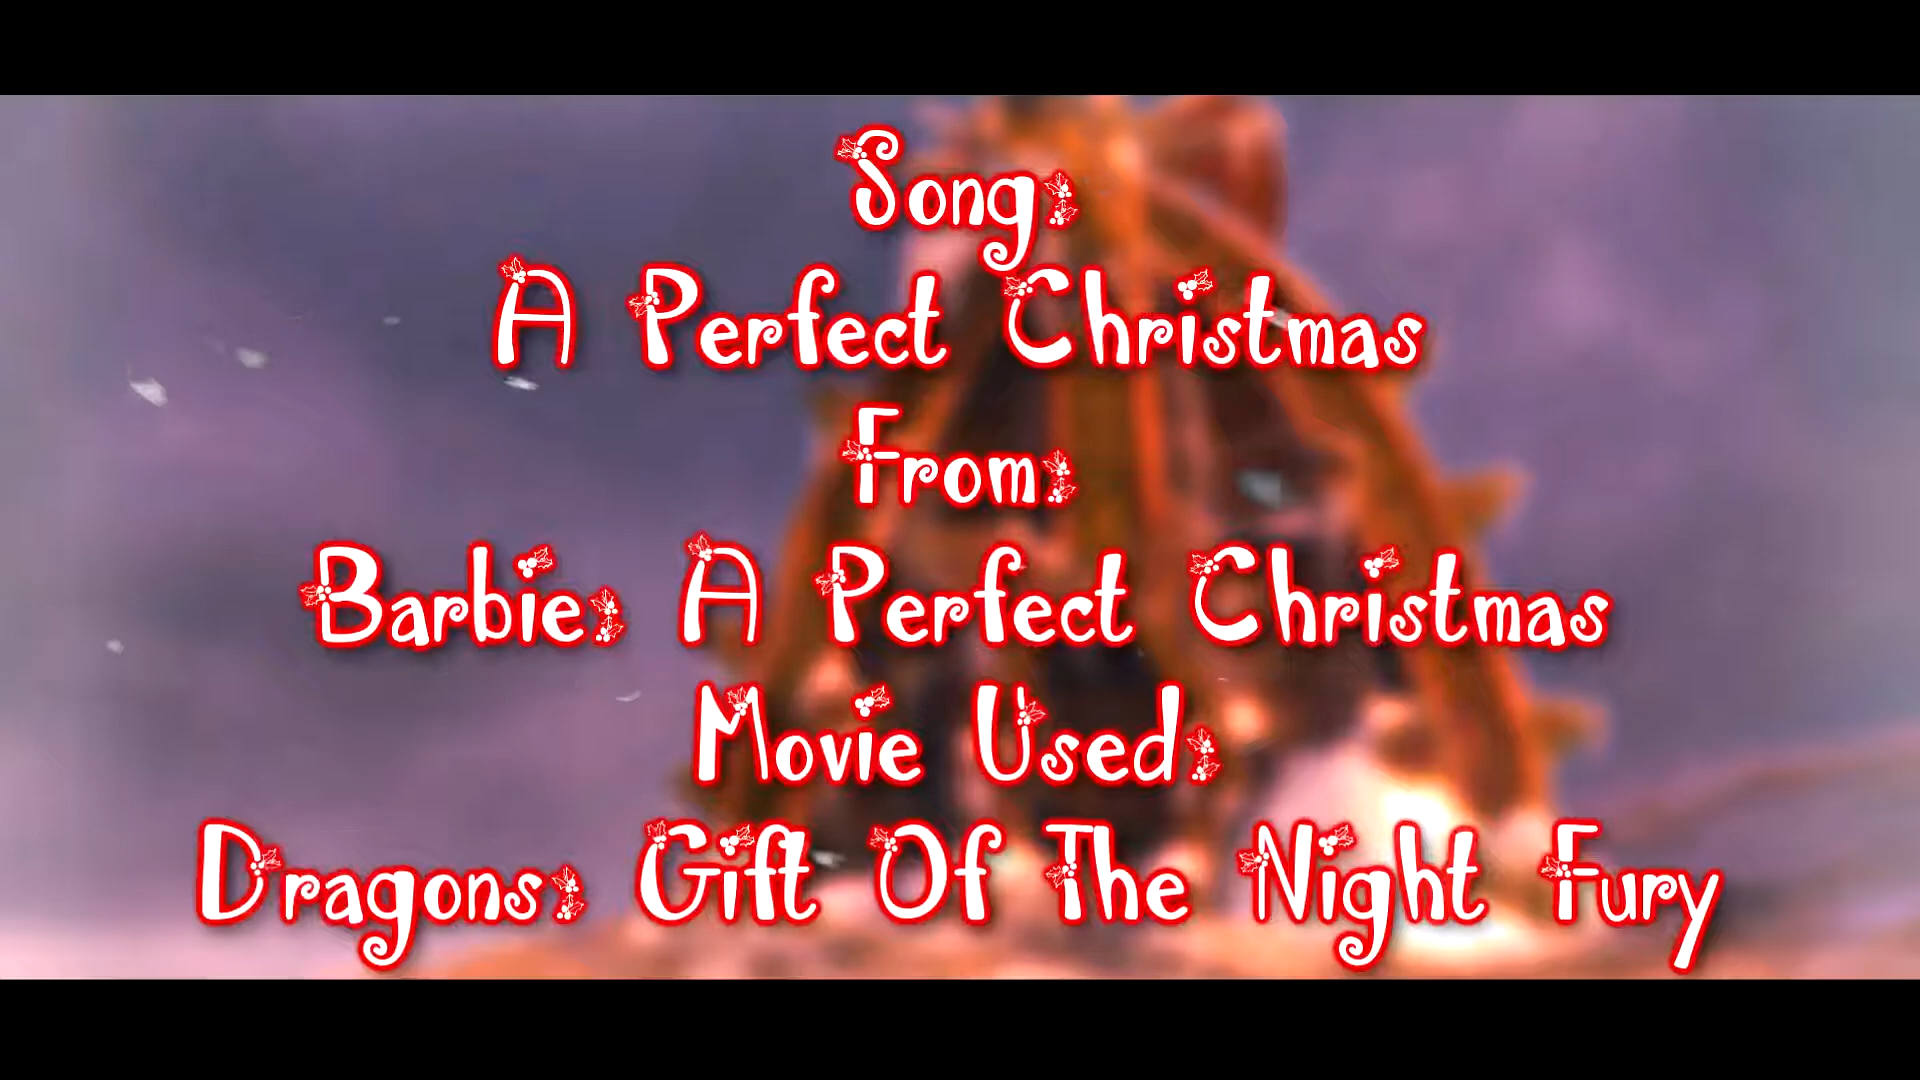 Song:
A Perfect Christmas
From:
Barbie: A Perfect Christmas
Movie Used:
Dragons: Gift Of The Night Fury